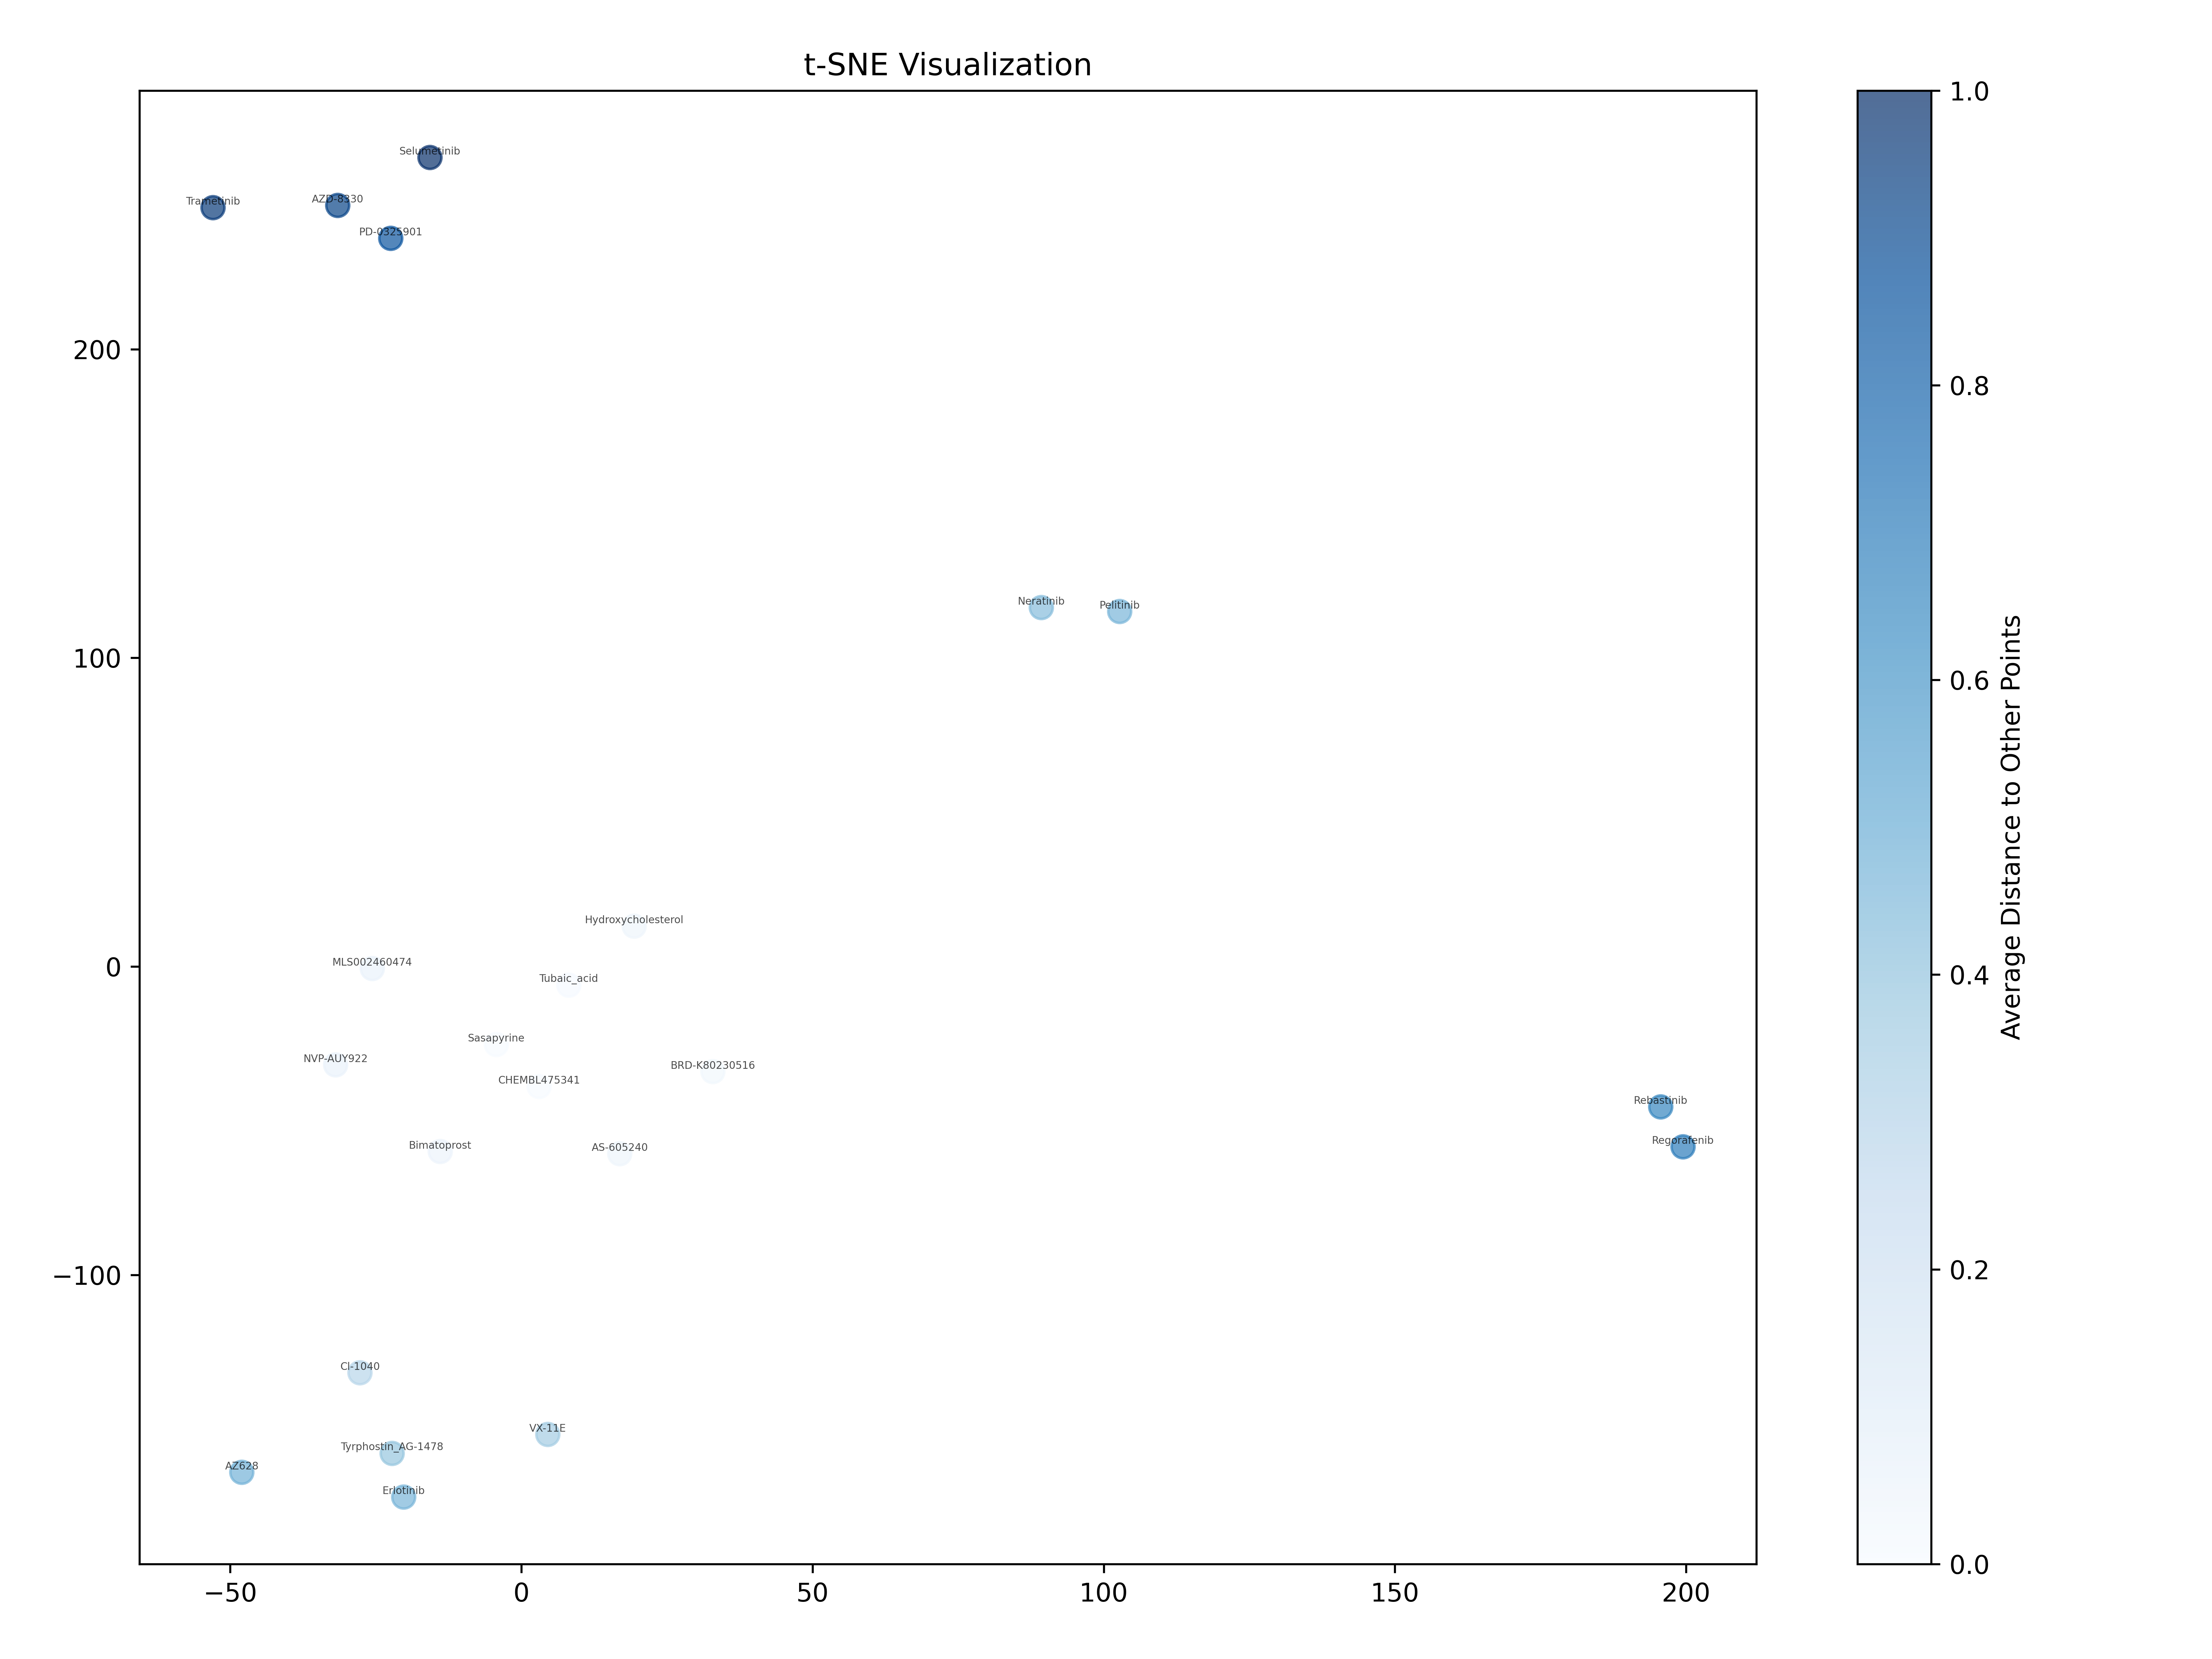 t-SNE Visualization
Selumetinib
Trametinib
AZD-8330
PD-0325901
Neratinib
Pelitinib
Hydroxycholesterol
MLS002460474
Tubaic_acid
Sasapyrine
NVP-AUY922
BRD-K80230516
CHEMBL475341
Rebastinib
Regorafenib
Bimatoprost
AS-605240
CI-1040
VX-11E
Tyrphostin_AG-1478
AZ628
Erlotinib
200
100
0
−100
−50
0
50
100
150
200
1.0
0.8
0.6
0.4
0.2
0.0
Average Distance to Other Points